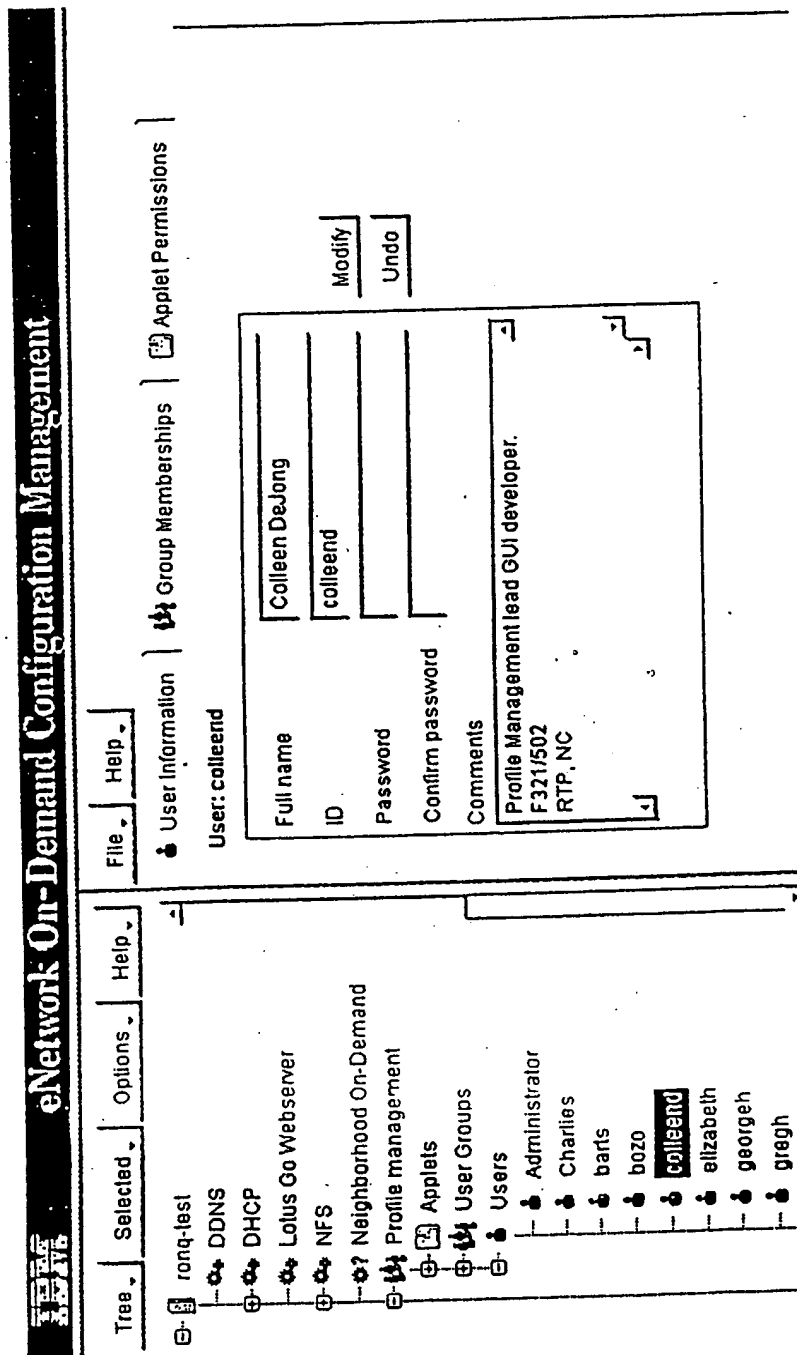 IBM eNetwork On-Demand Configuration Management
Tree Selected Options Help
ronq-test
DDNS
DHCP
Lotus Go Webserver
NFS
? Neighborhood On-Demand
Profile management
Applets
User Groups
Users
Administrator
Charlies
barts
bozo
colleend
elizabeth
georgeh
gregh
File Help
User Information Group Memberships Applet Permissions
User: colleend
Full name Colleen DeJong
ID colleend
Password
Confirm password
Comments
Profile Management lead GUI developer.
F321/502
RTP, NC
Modify
Undo